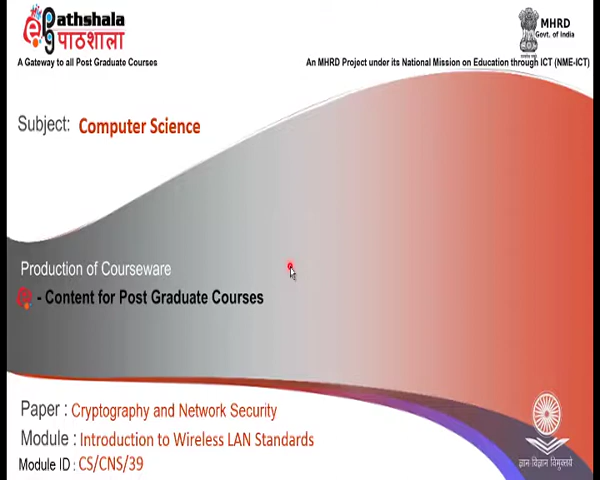 e
Pathshala
पाठशाला
A Gateway to all Post Graduate Courses
MHRD
Govt. of India
An MHRD Project under its National Mission on Education through ICT (NME-ICT)
Subject: Computer Science
Production of Courseware
e - Content for Post Graduate Courses
Paper : Cryptography and Network Security
Module : Introduction to Wireless LAN Standards
Module ID : CS/CNS/39
ज्ञान-विज्ञान विमुक्तये